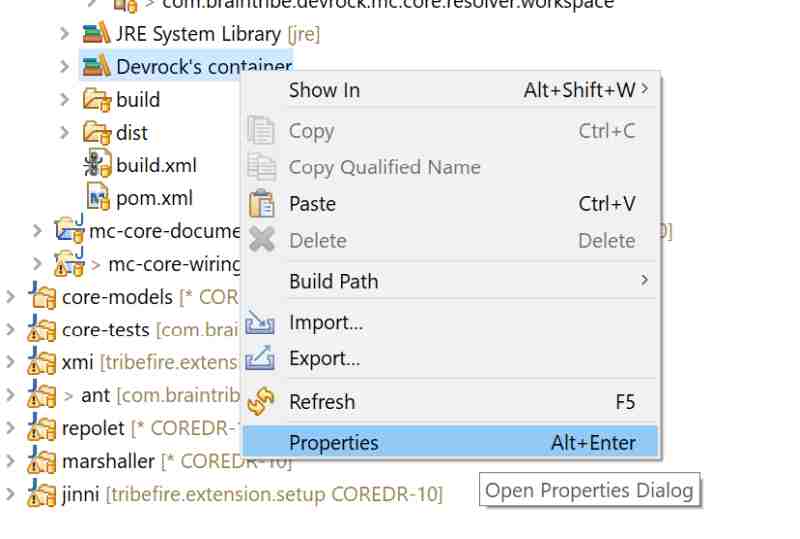 > com.braintribe.devrock.mc.core.resolver.workspace
JRE System Library [jre]
Devrock's container
build
dist
build.xml
pom.xml
mc-core-docume
> mc-core-wiring
core-models [* COR
core-tests [com.brai
xmi [tribefire.extens
> ant [com.braintrib
repolet [* COREDR-
marshaller [* COREDR-10]
jinni [tribefire.extension.setup COREDR-10]
Show In Alt+Shift+W
Copy Ctrl+C
Copy Qualified Name
Paste Ctrl+V
Delete Delete
Build Path
Import...
Export...
Refresh F5
Properties Alt+Enter
Open Properties Dialog